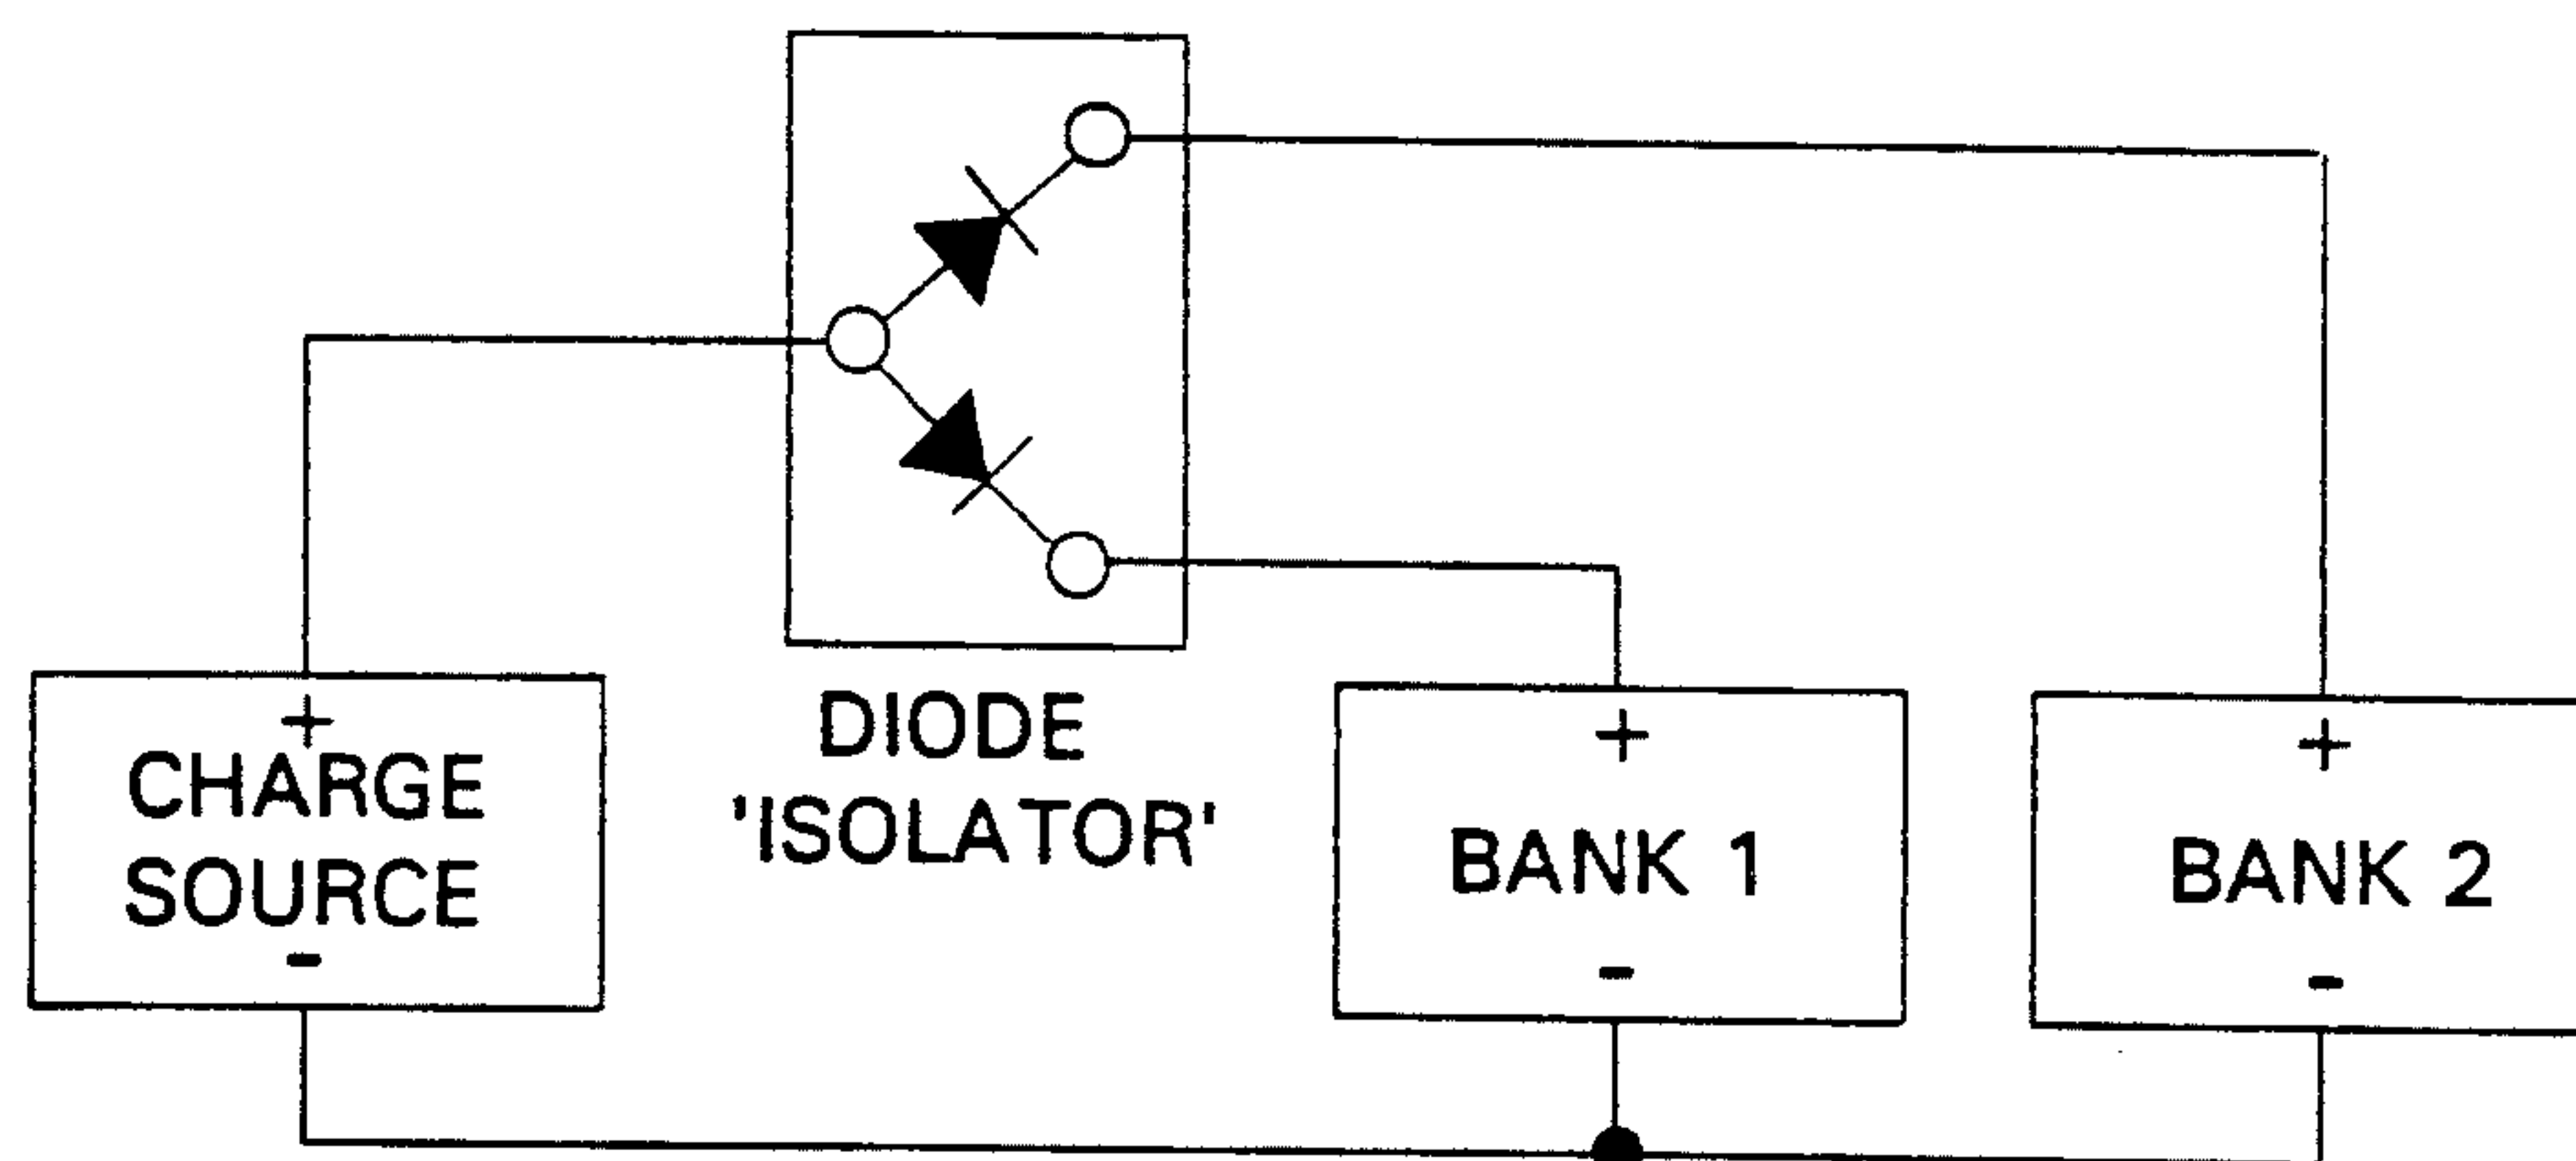 +
CHARGE
SOURCE
-
DIODE
'ISOLATOR'
+
BANK 1
-
+
BANK 2
-